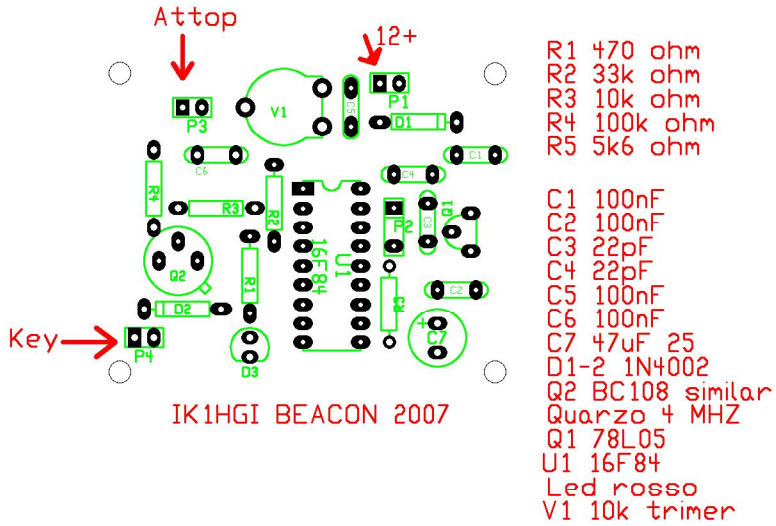 Attop
12+
P3
V1
C5
P1
D1
C6
C1
C4
R4
R3
R2
P2
C3
Q1
16F84
U1
Q2
R1
C2
D2
+
C7
Key
P4
D3
IK1HGI BEACON 2007
R1 470 ohm
R2 33k ohm
R3 10k ohm
R4 100k ohm
R5 5k6 ohm
C1 100nF
C2 100nF
C3 22pF
C4 22pF
C5 100nF
C6 100nF
C7 47uF 25
D1-2 1N4002
Q2 BC108 similar
Quarzo 4 MHZ
Q1 78L05
U1 16F84
Led rosso
V1 10k trimer